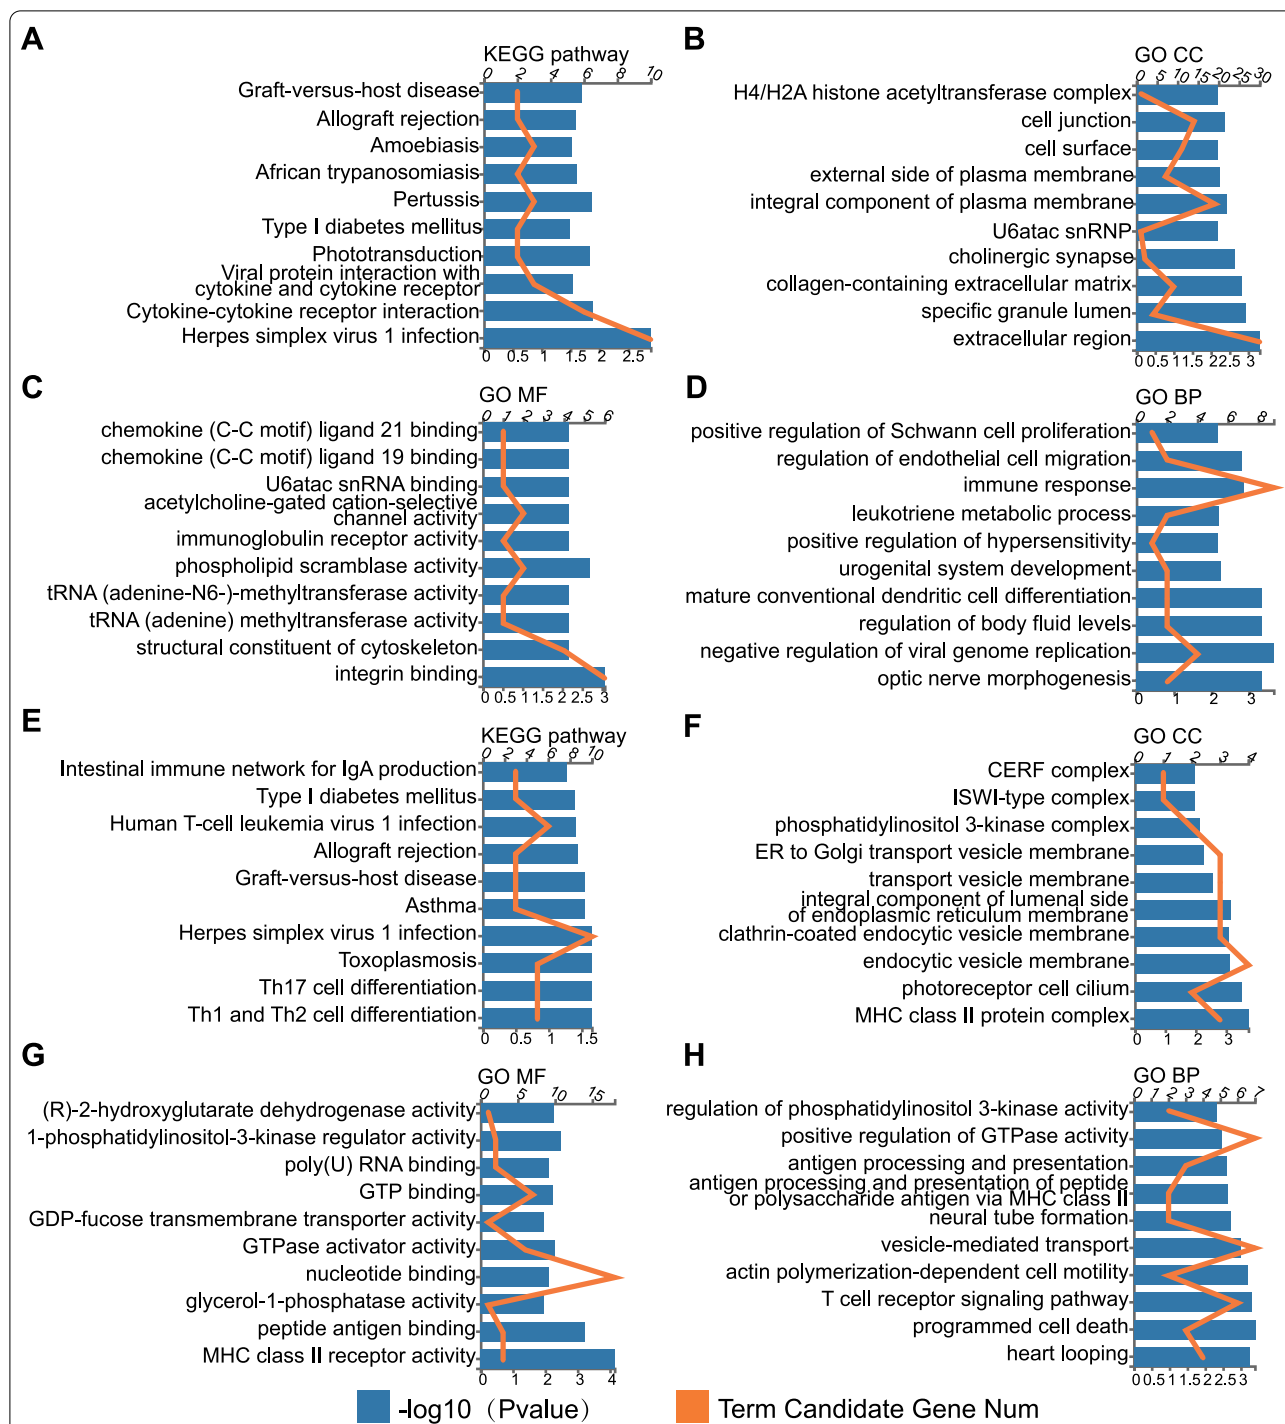 A
KEGG pathway
0 2 4 6 8 10
Graft-versus-host disease
Allograft rejection
Amoebiasis
African trypanosomiasis
Pertussis
Type I diabetes mellitus
Phototransduction
Viral protein interaction with
cytokine and cytokine receptor
Cytokine-cytokine receptor interaction
Herpes simplex virus 1 infection
0 0.5 1 1.5 2 2.5
B
GO CC
0 5 10 15 20 25 30
H4/H2A histone acetyltransferase complex
cell junction
cell surface
external side of plasma membrane
integral component of plasma membrane
U6atac snRNP
cholinergic synapse
collagen-containing extracellular matrix
specific granule lumen
extracellular region
0 0.5 1 1.5 2 2.5 3
C
GO MF
0 1 2 3 4 5 6
chemokine (C-C motif) ligand 21 binding
chemokine (C-C motif) ligand 19 binding
U6atac snRNA binding
acetylcholine-gated cation-selective
channel activity
immunoglobulin receptor activity
phospholipid scramblase activity
tRNA (adenine-N6-)-methyltransferase activity
tRNA (adenine) methyltransferase activity
structural constituent of cytoskeleton
integrin binding
0 0.5 1 1.5 2 2.5 3
D
GO BP
0 2 4 6 8
positive regulation of Schwann cell proliferation
regulation of endothelial cell migration
immune response
leukotriene metabolic process
positive regulation of hypersensitivity
urogenital system development
mature conventional dendritic cell differentiation
regulation of body fluid levels
negative regulation of viral genome replication
optic nerve morphogenesis
0 1 2 3
E
KEGG pathway
0 2 4 6 8 10
Intestinal immune network for IgA production
Type I diabetes mellitus
Human T-cell leukemia virus 1 infection
Allograft rejection
Graft-versus-host disease
Asthma
Herpes simplex virus 1 infection
Toxoplasmosis
Th17 cell differentiation
Th1 and Th2 cell differentiation
0 0.5 1 1.5
F
GO CC
0 1 2 3 4
CERF complex
ISWI-type complex
phosphatidylinositol 3-kinase complex
ER to Golgi transport vesicle membrane
transport vesicle membrane
integral component of lumenal side
of endoplasmic reticulum membrane
clathrin-coated endocytic vesicle membrane
endocytic vesicle membrane
photoreceptor cell cilium
MHC class II protein complex
0 1 2 3
G
GO MF
0 5 10 15
(R)-2-hydroxyglutarate dehydrogenase activity
1-phosphatidylinositol-3-kinase regulator activity
poly(U) RNA binding
GTP binding
GDP-fucose transmembrane transporter activity
GTPase activator activity
nucleotide binding
glycerol-1-phosphatase activity
peptide antigen binding
MHC class II receptor activity
0 1 2 3 4
H
GO BP
0 1 2 3 4 5 6 7
regulation of phosphatidylinositol 3-kinase activity
positive regulation of GTPase activity
antigen processing and presentation
antigen processing and presentation of peptide
or polysaccharide antigen via MHC class II
neural tube formation
vesicle-mediated transport
actin polymerization-dependent cell motility
T cell receptor signaling pathway
programmed cell death
heart looping
0 0.5 1 1.5 2 2.5 3
-log10（Pvalue）
Term Candidate Gene Num